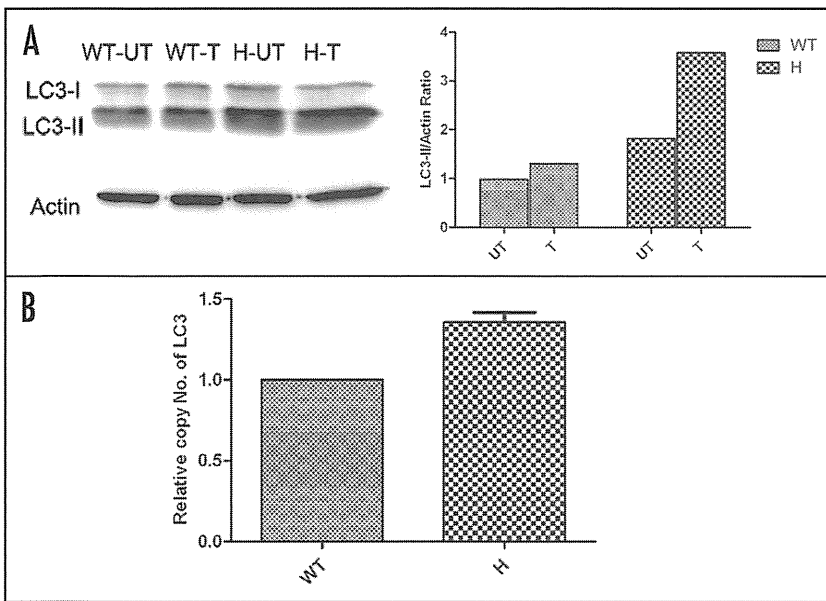 A
WT-UT WT-T H-UT H-T
LC3-I
LC3-II
Actin
LC3-II/Actin Ratio
4
3
2
1
0
UT
T
UT
T
WT
H
B
Relative copy No. of LC3
1.5
1.0
0.5
0.0
WT
H